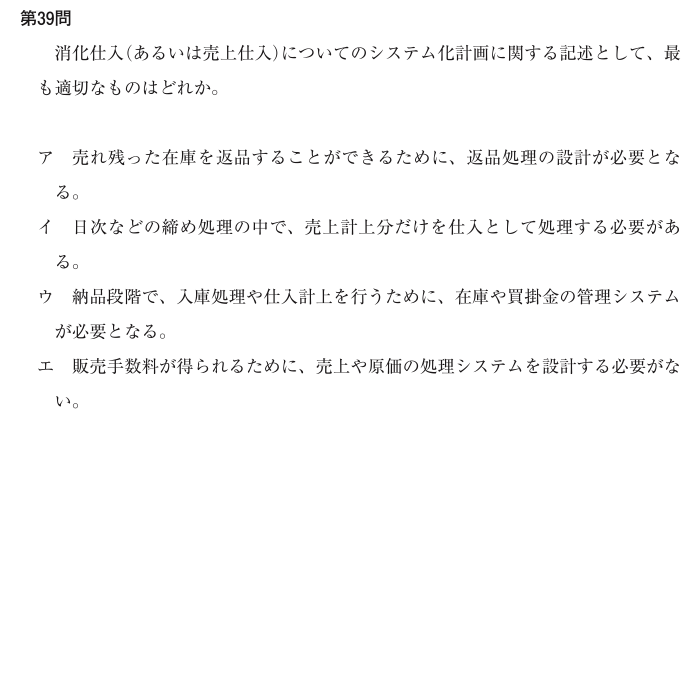 第39問
消化仕入(あるいは売上仕入)についてのシステム化計画に関する記述として、最
も適切なものはどれか。
ア 売れ残った在庫を返品することができるために、返品処理の設計が必要とな
る。
イ 日次などの締め処理の中で、売上計上分だけを仕入として処理する必要があ
る。
ウ 納品段階で、入庫処理や仕入計上を行うために、在庫や買掛金の管理システム
が必要となる。
エ 販売手数料が得られるために、売上や原価の処理システムを設計する必要がな
い。